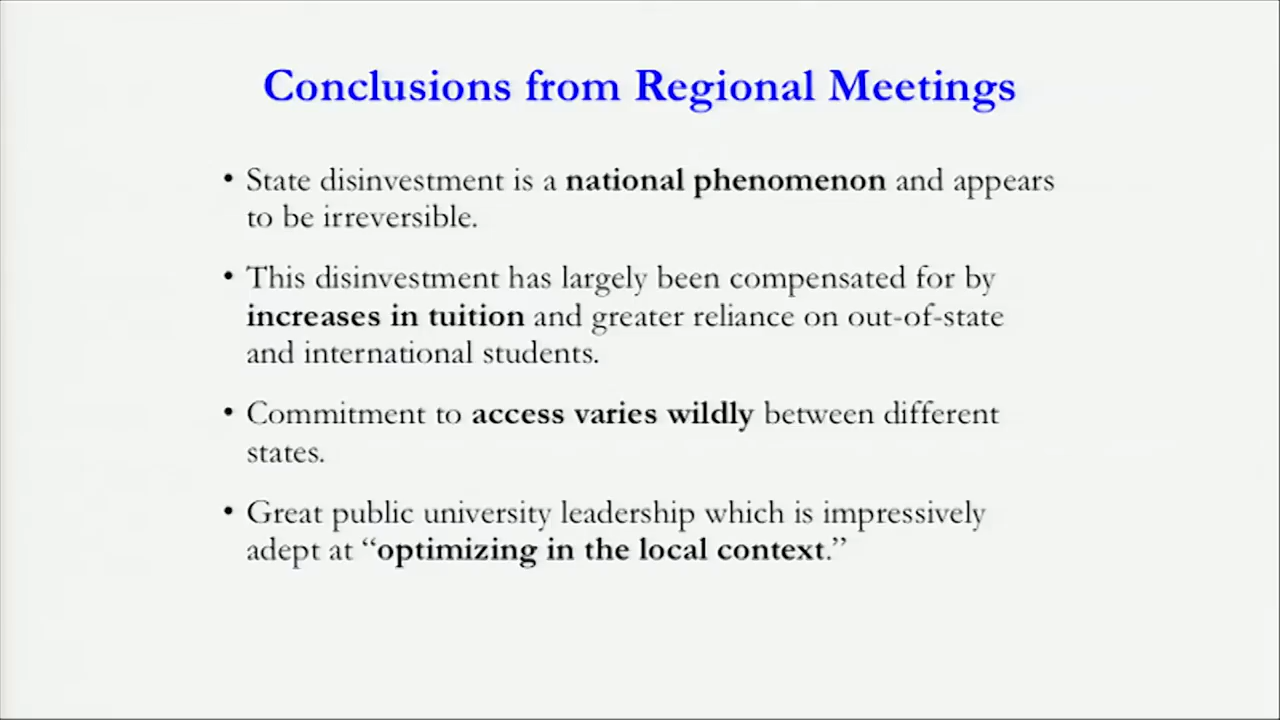 Conclusions from Regional Meetings
• State disinvestment is a national phenomenon and appears
to be irreversible.
• This disinvestment has largely been compensated for by
increases in tuition and greater reliance on out-of-state
and international students.
• Commitment to access varies wildly between different
states.
• Great public university leadership which is impressively
adept at “optimizing in the local context.”